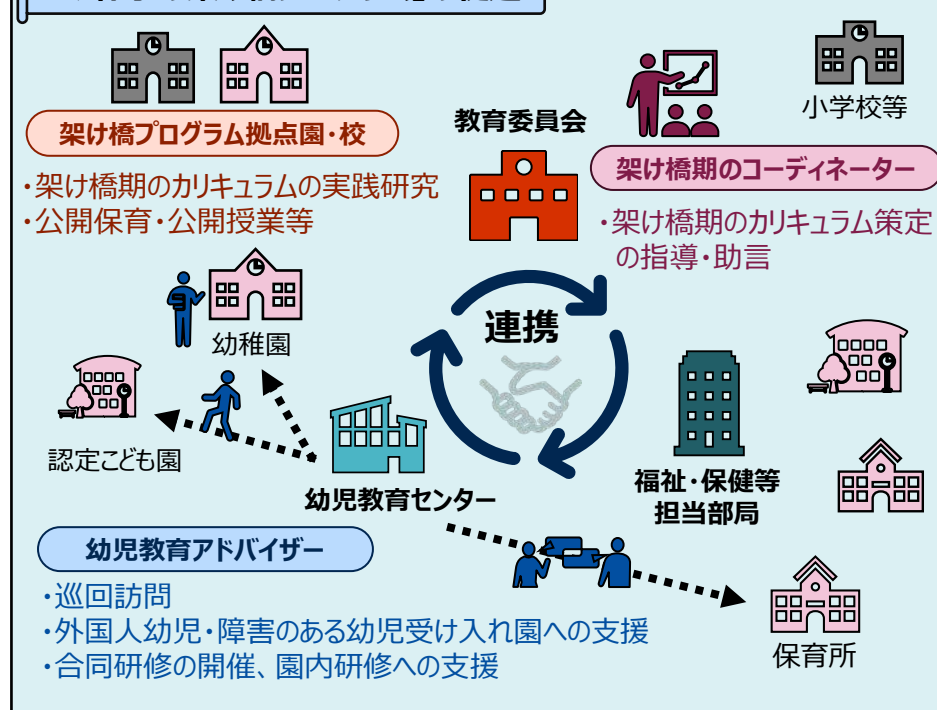 架け橋プログラム拠点園・校
・架け橋期のカリキュラムの実践研究
・公開保育・公開授業等
教育委員会
小学校等
架け橋期のコーディネーター
・架け橋期のカリキュラム策定
の指導・助言
幼稚園
連携
認定こども園
幼児教育センター
福祉・保健等
担当部局
幼児教育アドバイザー
・巡回訪問
・外国人幼児・障害のある幼児受け入れ園への支援
・合同研修の開催、園内研修への支援
保育所